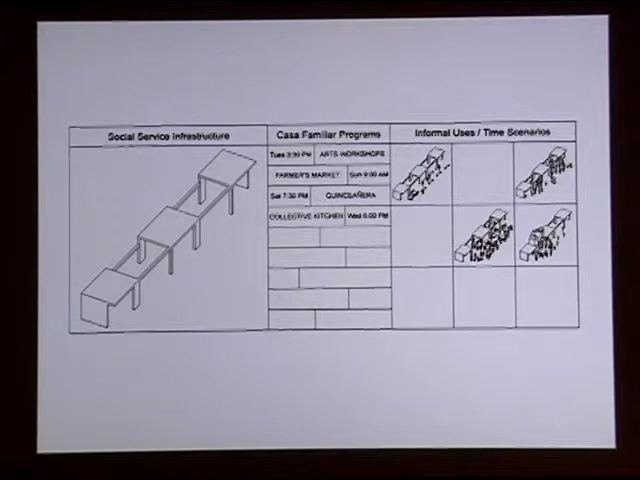 Social Service Infrastructure
Casa Familiar Programs
Informal Uses / Time Scenarios
Tues 3:30 PM ARTS WORKSHOPS
FARMER'S MARKET Sun 9:00 AM
Sat 7:30 PM QUINCEAÑERA
COLLECTIVE KITCHEN Wed 6:00 PM